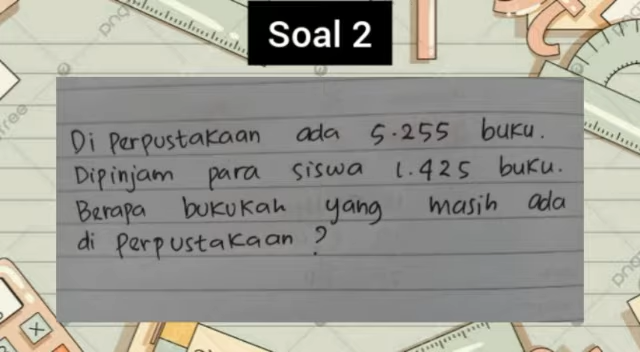 Soal 2
Di Perpustakaan ada 5.255 buku.
Dipinjam para siswa 1.425 buku.
Berapa bukukah yang masih ada
di Perpustakaan ?
free